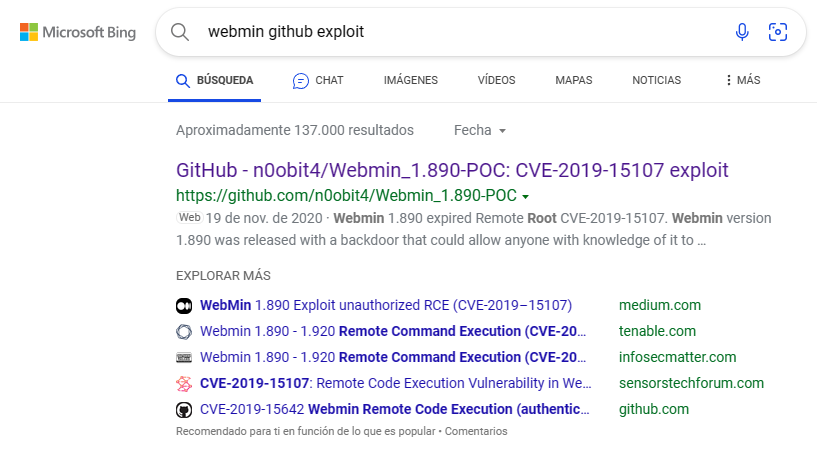 Microsoft Bing
webmin github exploit
BÚSQUEDA CHAT IMÁGENES VÍDEOS MAPAS NOTICIAS MÁS
Aproximadamente 137.000 resultados Fecha
GitHub - n0obit4/Webmin_1.890-POC: CVE-2019-15107 exploit
https://github.com/n0obit4/Webmin_1.890-POC
Web 19 de nov. de 2020 · Webmin 1.890 expired Remote Root CVE-2019-15107. Webmin version
1.890 was released with a backdoor that could allow anyone with knowledge of it to ...
EXPLORAR MÁS
WebMin 1.890 Exploit unauthorized RCE (CVE-2019–15107) medium.com
Webmin 1.890 - 1.920 Remote Command Execution (CVE-20... tenable.com
Webmin 1.890 - 1.920 Remote Command Execution (CVE-20... infosecmatter.com
CVE-2019-15107: Remote Code Execution Vulnerability in We... sensorstechforum.com
CVE-2019-15642 Webmin Remote Code Execution (authentic... github.com
Recomendado para ti en función de lo que es popular • Comentarios